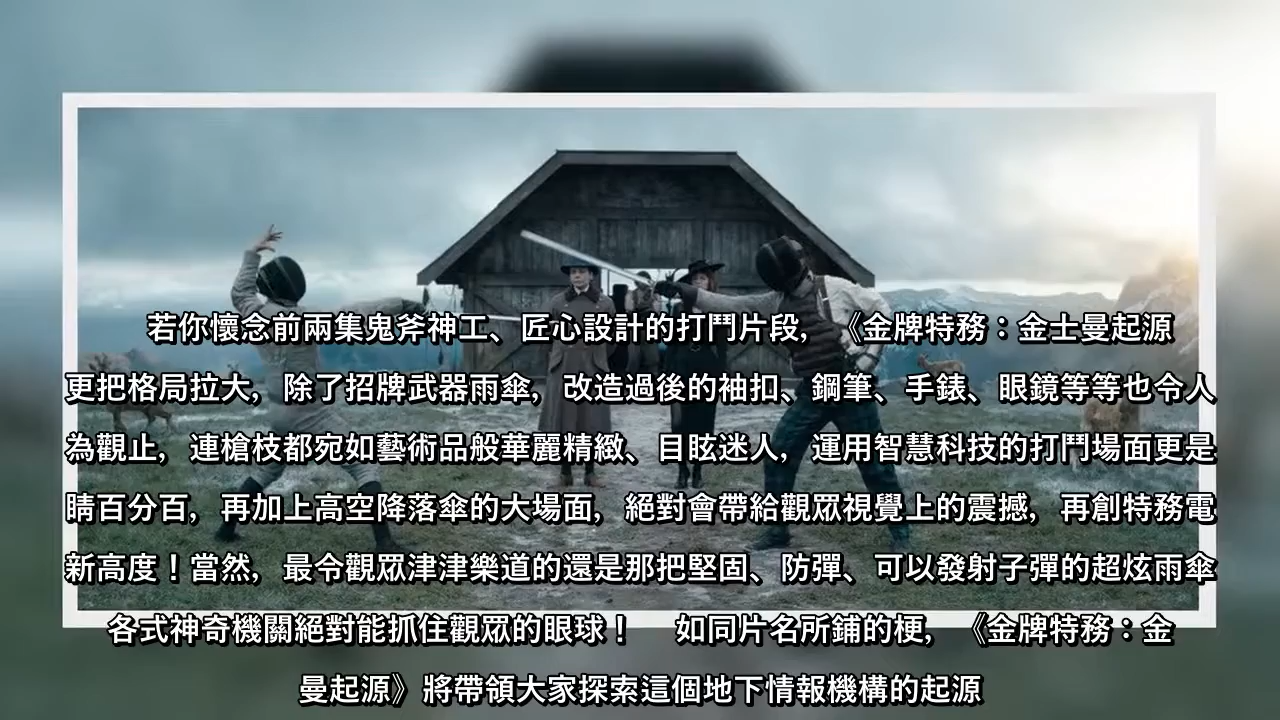 若你懷念前兩集鬼斧神工、匠心設計的打鬥片段，《金牌特務：金士曼起源
更把格局拉大，除了招牌武器雨傘，改造過後的袖扣、鋼筆、手錶、眼鏡等等也令人
為觀止，連槍枝都宛如藝術品般華麗精緻、目眩迷人，運用智慧科技的打鬥場面更是
睛百分百，再加上高空降落傘的大場面，絕對會帶給觀眾視覺上的震撼，再創特務電
新高度！當然，最令觀眾津津樂道的還是那把堅固、防彈、可以發射子彈的超炫雨傘
各式神奇機關絕對能抓住觀眾的眼球！　如同片名所鋪的梗，《金牌特務：金
曼起源》將帶領大家探索這個地下情報機構的起源